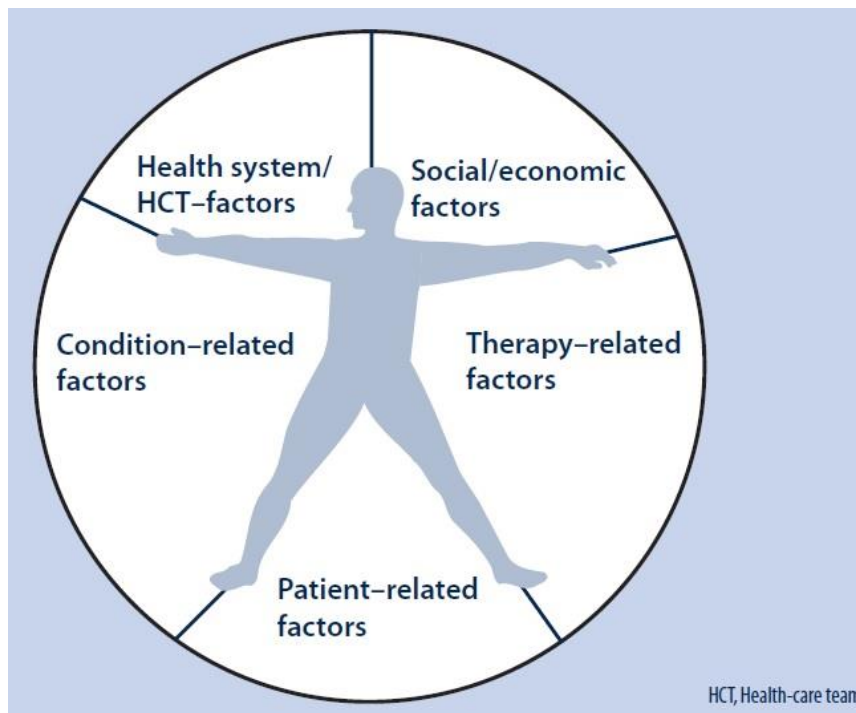 Health system/
HCT–factors
Social/economic
factors
Condition–related
factors
Therapy–related
factors
Patient–related
factors
HCT, Health-care team